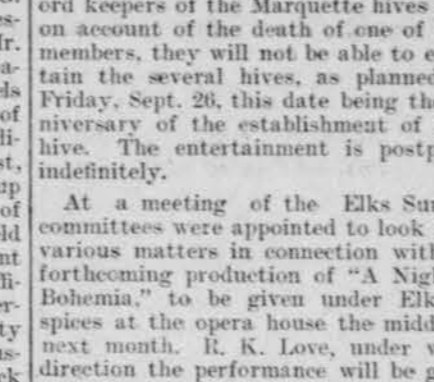 ord keepers of the Marquette hives
on account of the death of one of
members, they will not be able to e
tain the several hives, as planned
Friday, Sept. 26, this date being the
niversary of the establishment of
hive. The entertainment is postp
indefinitely.
At a meeting of the Elks Sun
committees were appointed to look
various matters in connection with
forthcoming production of "A Nigh
Bohemia," to be given under Elk
spices at the opera house the midd
next month. R. K. Love, under w
direction the performance will be g